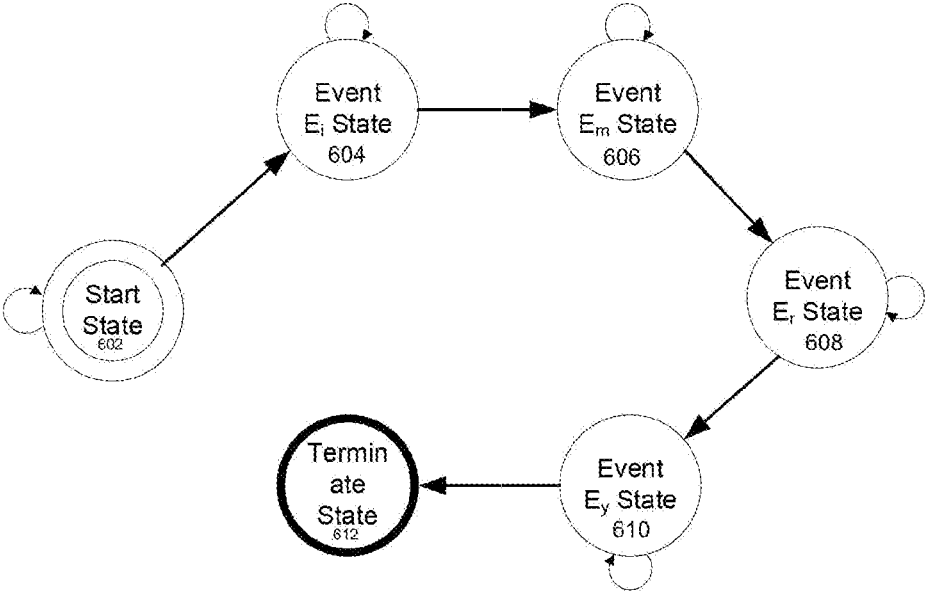 Event
Ei State
604
Event
Em State
606
Start
State
602
Event
Er State
608
Termin
ate
State
612
Event
Ey State
610